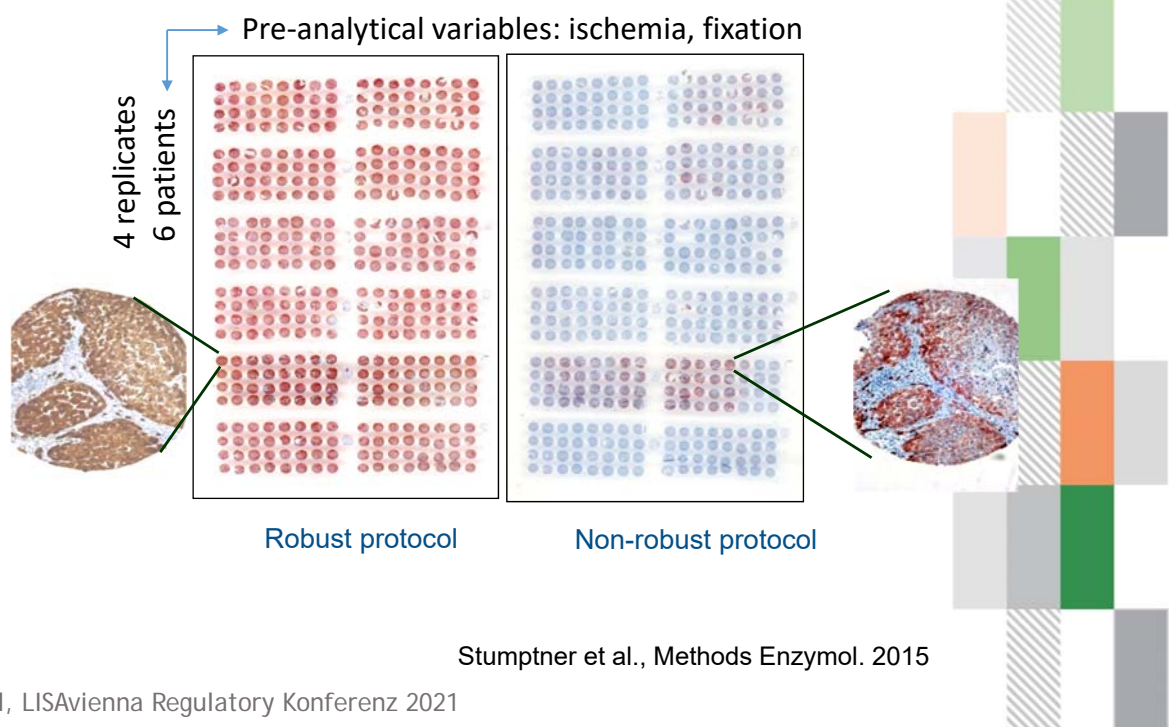 Pre-analytical variables: ischemia, fixation
4 replicates
6 patients
Robust protocol
Non-robust protocol
Stumptner et al., Methods Enzymol. 2015
, LISAvienna Regulatory Konferenz 2021